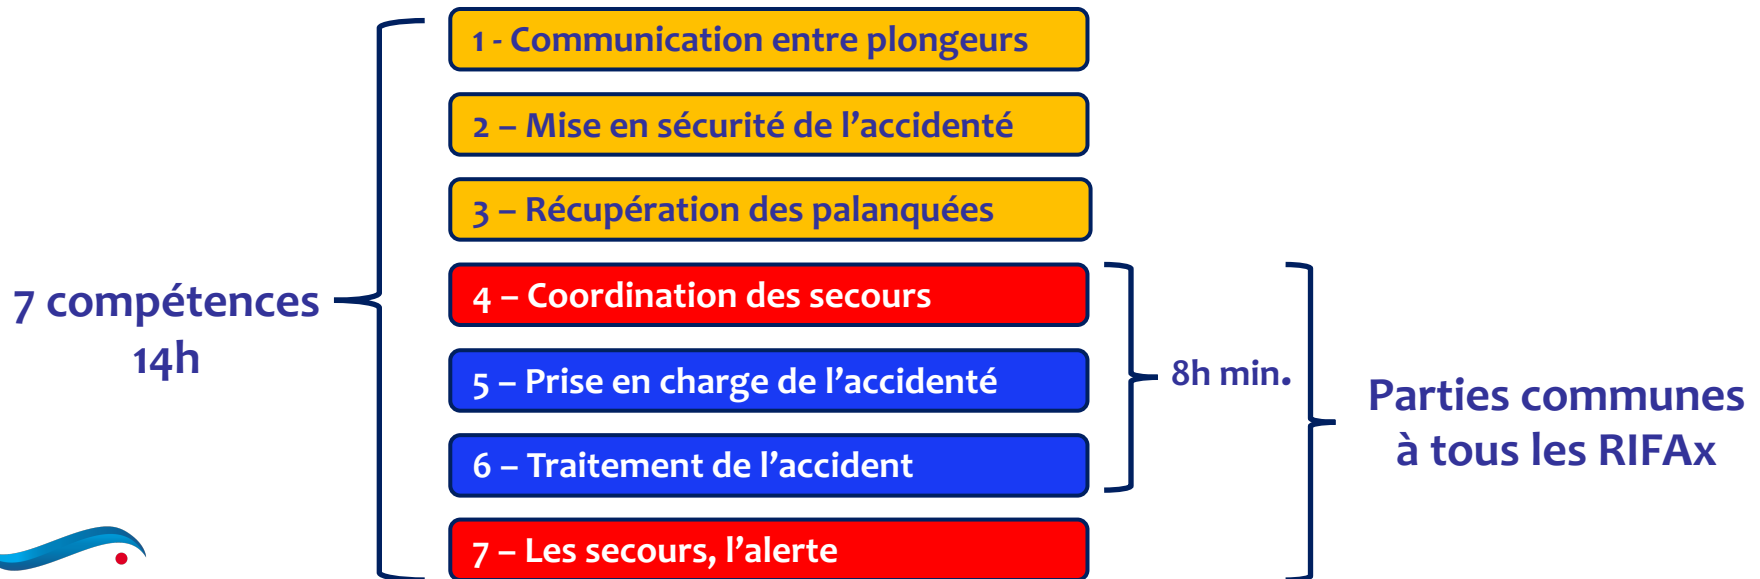 1 - Communication entre plongeurs
2 – Mise en sécurité de l’accidenté
3 – Récupération des palanquées
7 compétences
14h
4 – Coordination des secours
5 – Prise en charge de l’accidenté
6 – Traitement de l’accident
7 – Les secours, l’alerte
8h min.
Parties communes
à tous les RIFAx